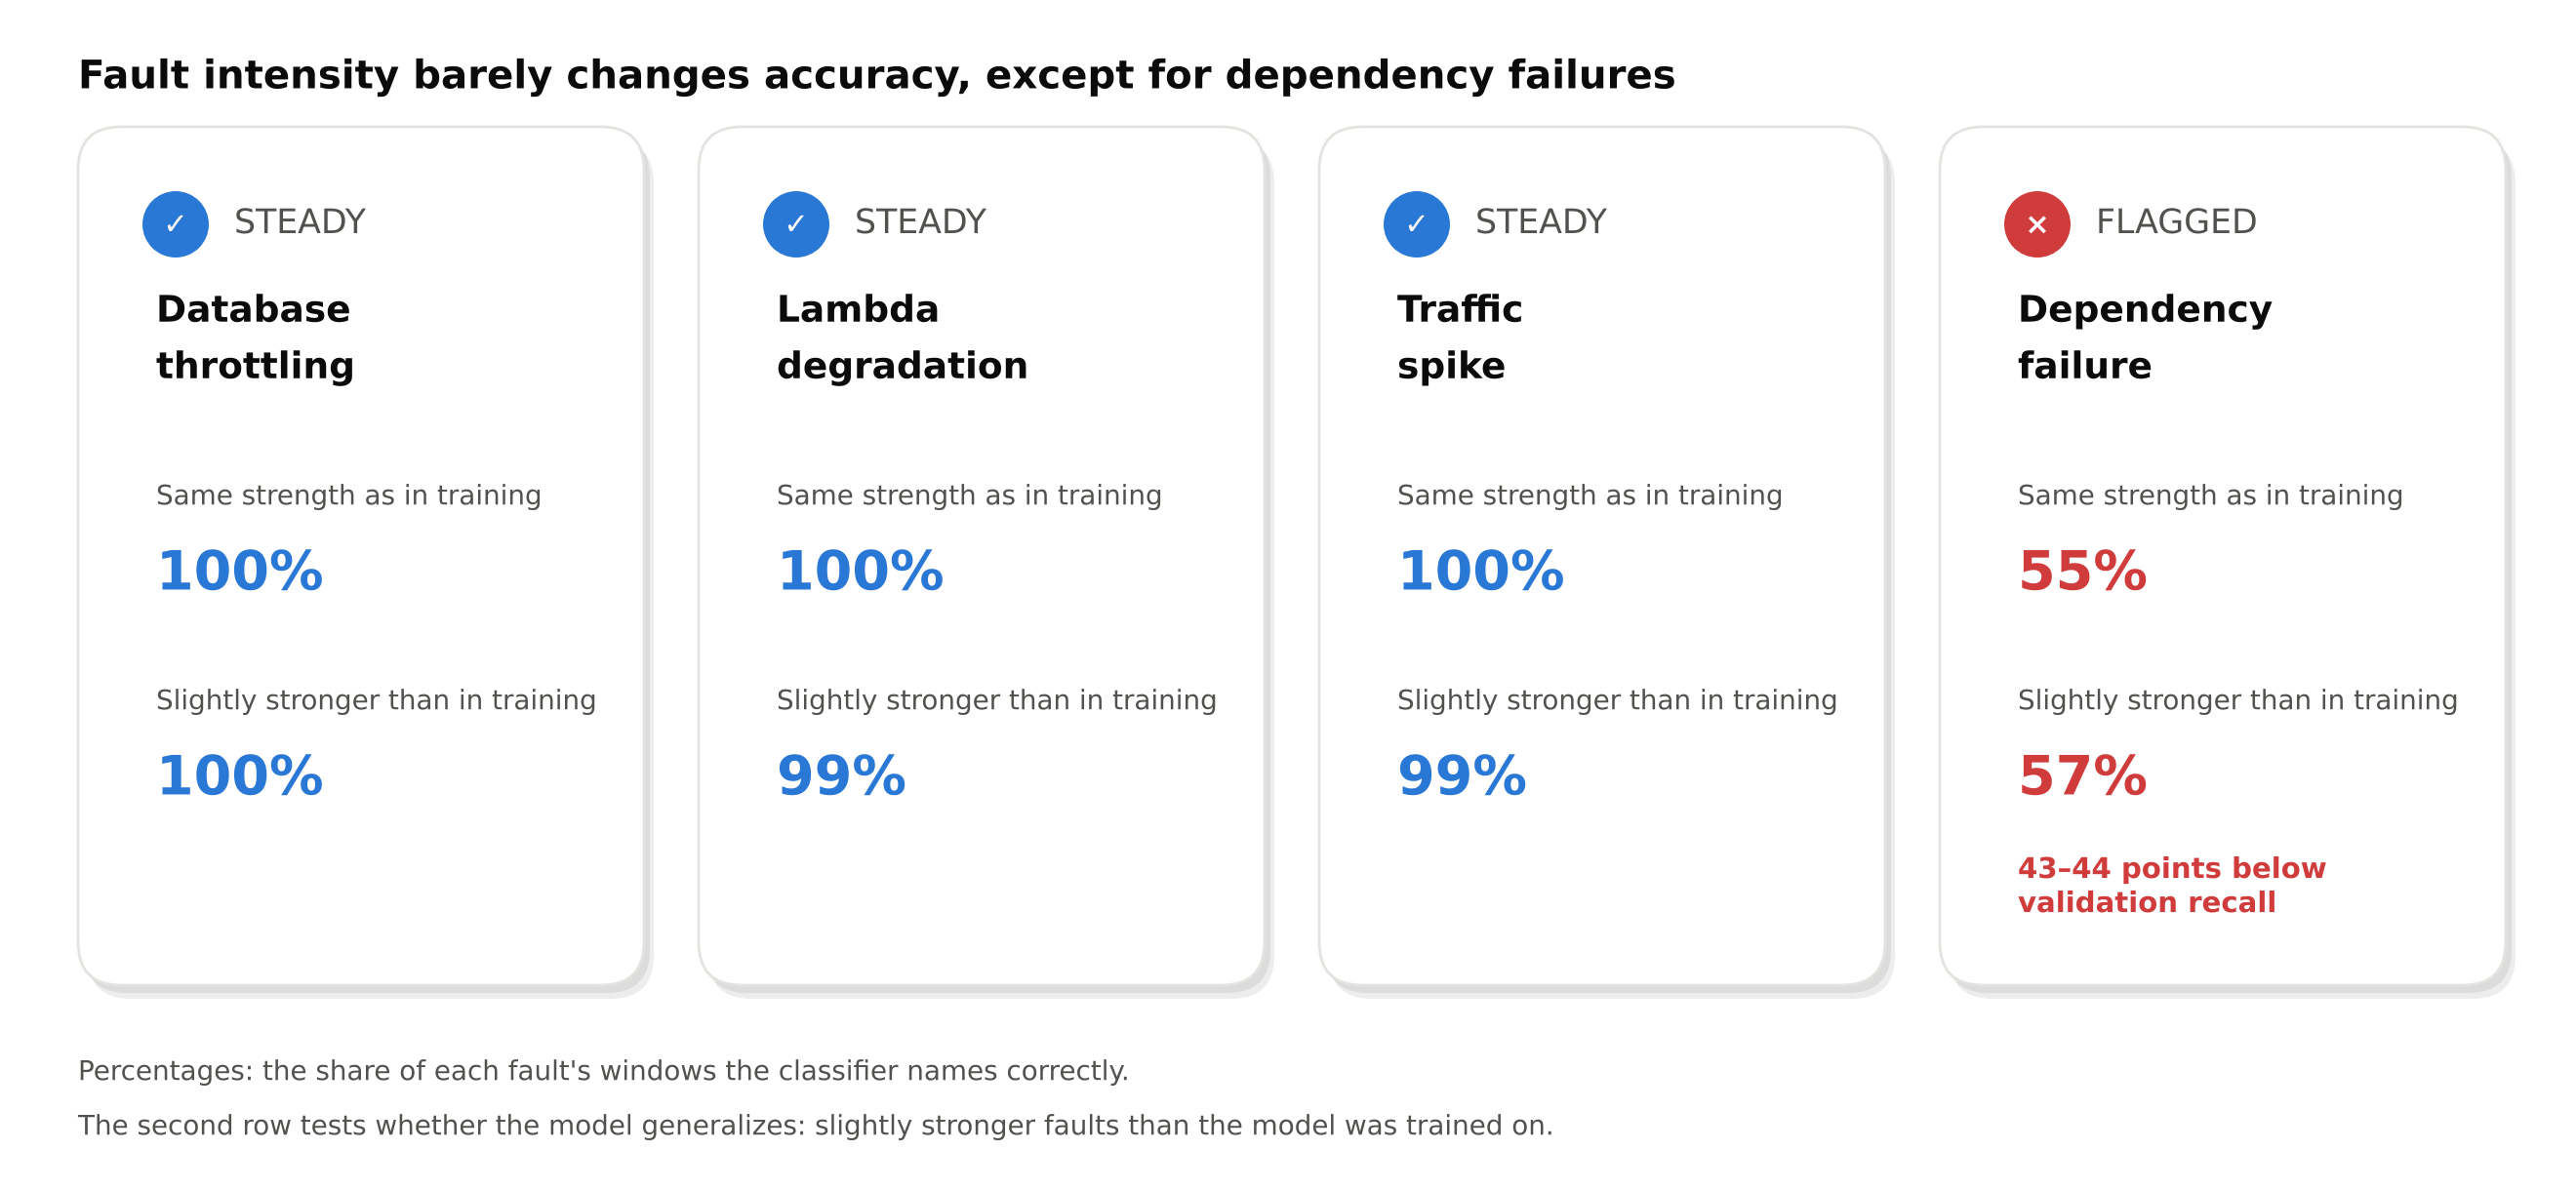 Fault intensity barely changes accuracy, except for dependency failures
✓ STEADY
Database
throttling
Same strength as in training
100%
Slightly stronger than in training
100%
✓ STEADY
Lambda
degradation
Same strength as in training
100%
Slightly stronger than in training
99%
✓ STEADY
Traffic
spike
Same strength as in training
100%
Slightly stronger than in training
99%
× FLAGGED
Dependency
failure
Same strength as in training
55%
Slightly stronger than in training
57%
43–44 points below
validation recall
Percentages: the share of each fault's windows the classifier names correctly.
The second row tests whether the model generalizes: slightly stronger faults than the model was trained on.